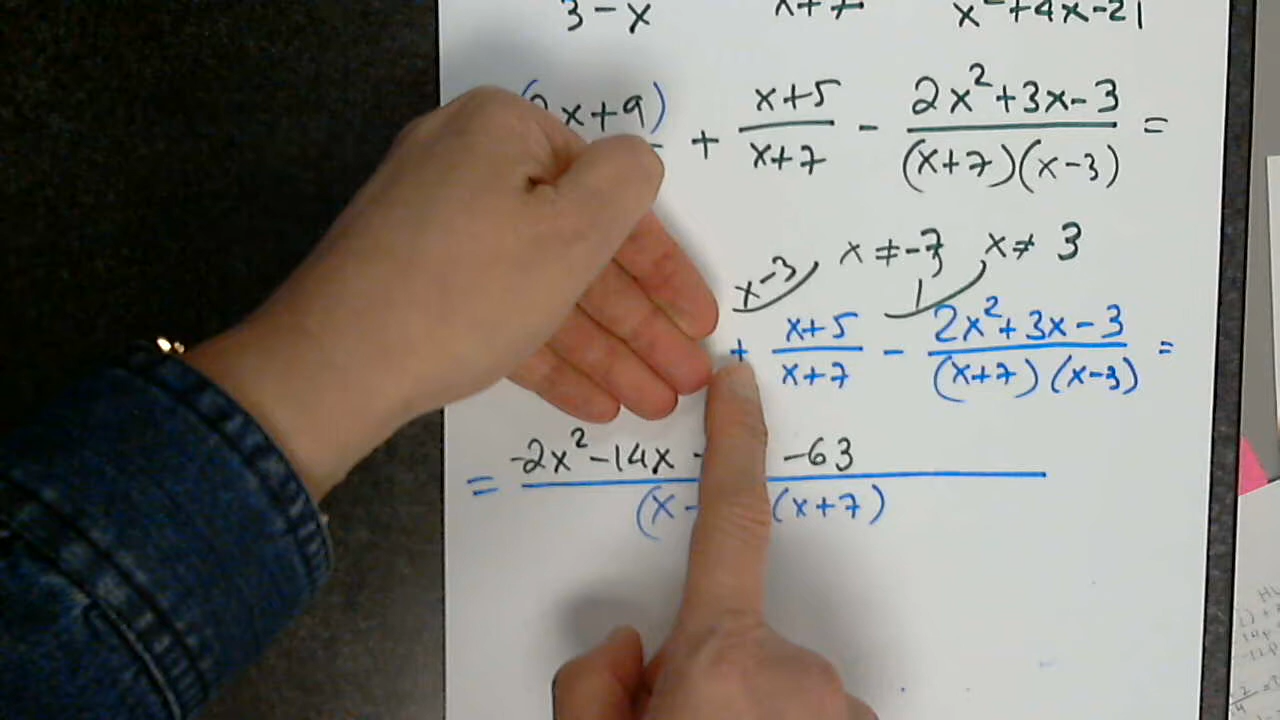 3-x x+7 x²+4x-21
x+9) + x+5/x+7 - 2x²+3x-3/(x+7)(x-3) =
x-3 x≠-7 1 x≠3
+ x+5/x+7 - 2x²+3x-3/(x+7)(x-3) =
= -2x²-14x -63/(x- (x+7)